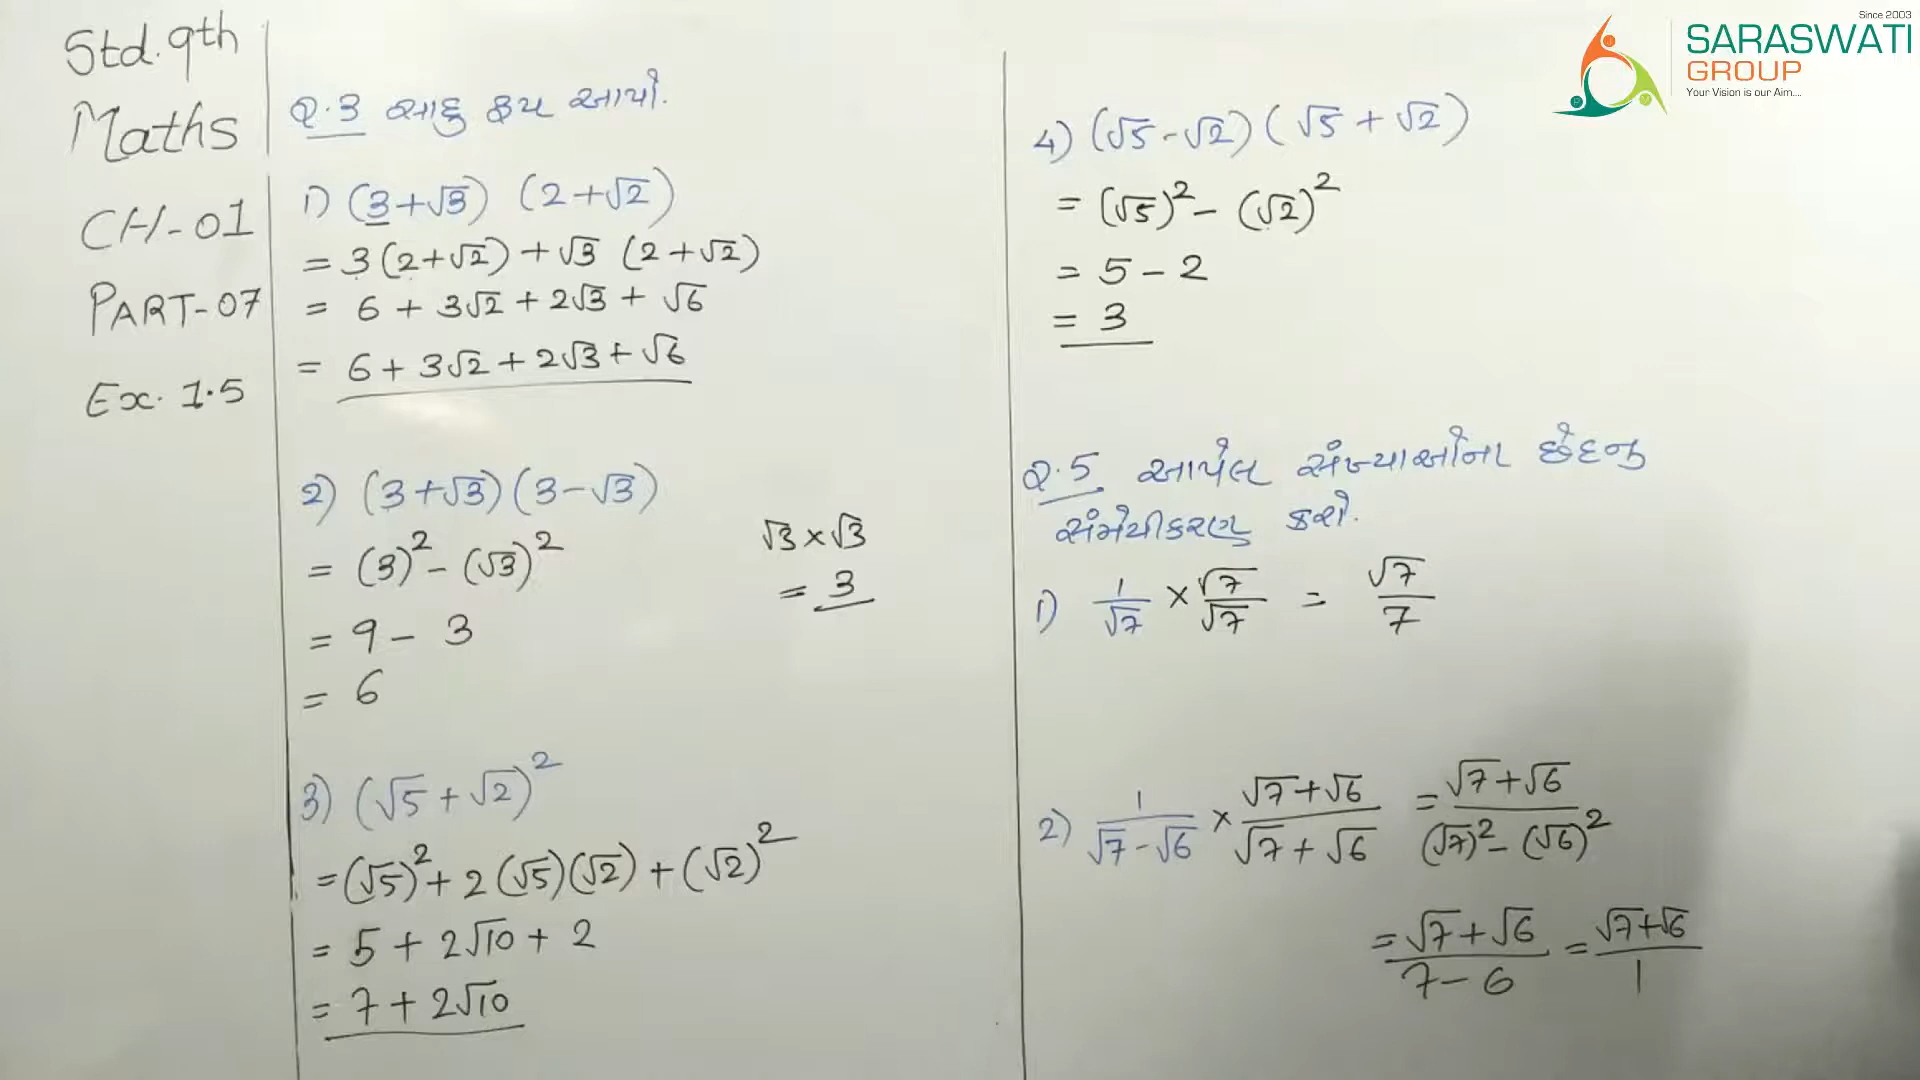 Std. 9th
Maths
CH-01
PART-07
Ex. 1.5
Q.3 સાદુ રૂપ આપો.
1) (3+√3) (2+√2)
= 3(2+√2) + √3 (2+√2)
= 6 + 3√2 + 2√3 + √6
= 6 + 3√2 + 2√3 + √6
2) (3+√3)(3-√3)
= (3)² - (√3)²
= 9 - 3
= 6
√3 × √3
= 3
3) (√5 + √2)²
= (√5)² + 2(√5)(√2) + (√2)²
= 5 + 2√10 + 2
= 7 + 2√10
4) (√5 - √2) (√5 + √2)
= (√5)² - (√2)²
= 5 - 2
= 3
Q.5 આપેલ સંખ્યાઓના છેદનુ
સંમેયીકરણ કરો.
1) 1/√7 × √7/√7 = √7/7
2) 1/(√7-√6) × (√7+√6)/(√7+√6) = (√7+√6)/((√7)² - (√6)²)
= (√7+√6)/(7-6) = (√7+√6)/1
Since 2003
SARASWATI
GROUP
Your Vision is our Aim....
P J M